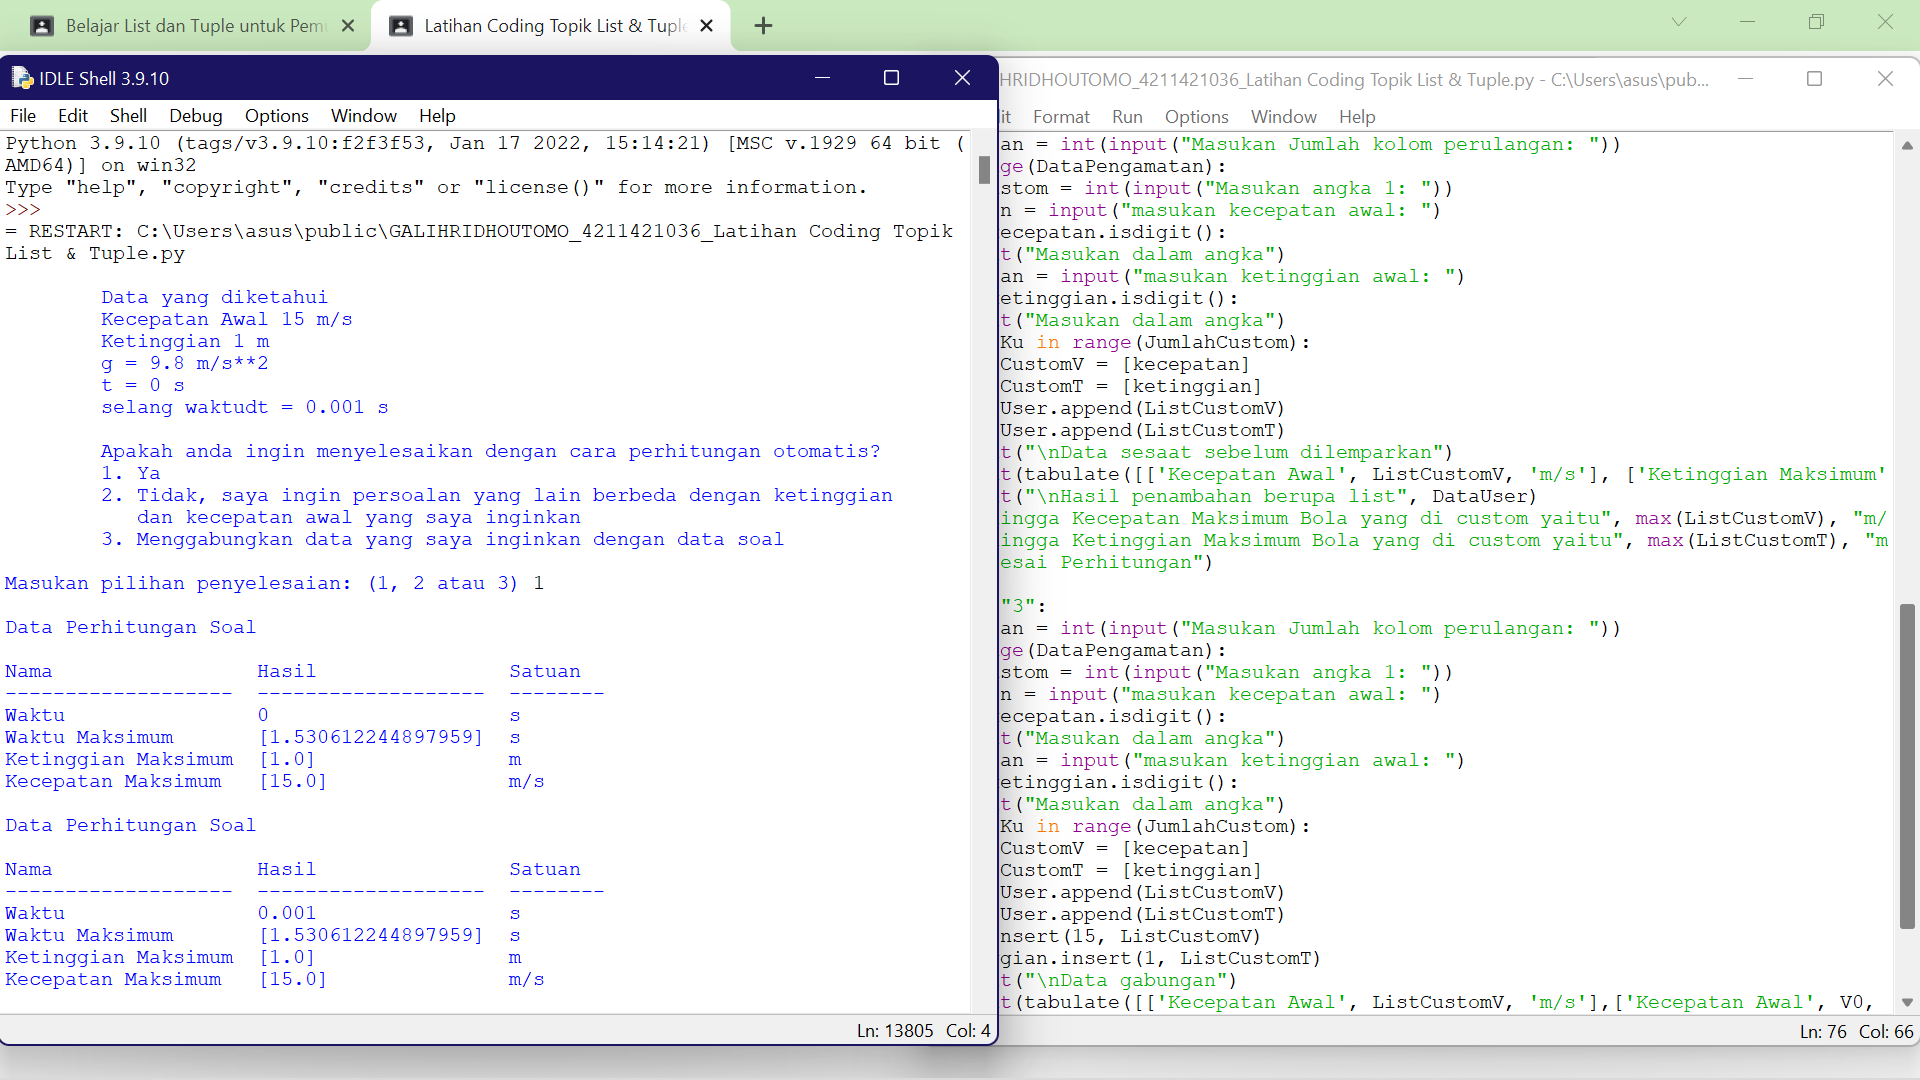 Belajar List dan Tuple untuk Pem
Latihan Coding Topik List & Tuple
IDLE Shell 3.9.10
File Edit Shell Debug Options Window Help
Python 3.9.10 (tags/v3.9.10:f2f3f53, Jan 17 2022, 15:14:21) [MSC v.1929 64 bit (
AMD64)] on win32
Type "help", "copyright", "credits" or "license()" for more information.
>>>
= RESTART: C:\Users\asus\public\GALIHRIDHOUTOMO_4211421036_Latihan Coding Topik
List & Tuple.py
Data yang diketahui
Kecepatan Awal 15 m/s
Ketinggian 1 m
g = 9.8 m/s**2
t = 0 s
selang waktudt = 0.001 s
Apakah anda ingin menyelesaikan dengan cara perhitungan otomatis?
1. Ya
2. Tidak, saya ingin persoalan yang lain berbeda dengan ketinggian
dan kecepatan awal yang saya inginkan
3. Menggabungkan data yang saya inginkan dengan data soal
Masukan pilihan penyelesaian: (1, 2 atau 3) 1
Data Perhitungan Soal
Nama Hasil Satuan
------------------- ------------------- --------
Waktu 0 s
Waktu Maksimum [1.530612244897959] s
Ketinggian Maksimum [1.0] m
Kecepatan Maksimum [15.0] m/s
Data Perhitungan Soal
Nama Hasil Satuan
------------------- ------------------- --------
Waktu 0.001 s
Waktu Maksimum [1.530612244897959] s
Ketinggian Maksimum [1.0] m
Kecepatan Maksimum [15.0] m/s
Ln: 13805 Col: 4
HRIDHOUTOMO_4211421036_Latihan Coding Topik List & Tuple.py - C:\Users\asus\pub...
it Format Run Options Window Help
an = int(input("Masukan Jumlah kolom perulangan: "))
ge(DataPengamatan):
stom = int(input("Masukan angka 1: "))
n = input("masukan kecepatan awal: ")
ecepatan.isdigit():
t("Masukan dalam angka")
an = input("masukan ketinggian awal: ")
etinggian.isdigit():
t("Masukan dalam angka")
Ku in range(JumlahCustom):
CustomV = [kecepatan]
CustomT = [ketinggian]
User.append(ListCustomV)
User.append(ListCustomT)
t("\nData sesaat sebelum dilemparkan")
t(tabulate([['Kecepatan Awal', ListCustomV, 'm/s'], ['Ketinggian Maksimum'
t("\nHasil penambahan berupa list", DataUser)
ingga Kecepatan Maksimum Bola yang di custom yaitu", max(ListCustomV), "m/
ingga Ketinggian Maksimum Bola yang di custom yaitu", max(ListCustomT), "m
esai Perhitungan")
"3":
an = int(input("Masukan Jumlah kolom perulangan: "))
ge(DataPengamatan):
stom = int(input("Masukan angka 1: "))
n = input("masukan kecepatan awal: ")
ecepatan.isdigit():
t("Masukan dalam angka")
an = input("masukan ketinggian awal: ")
etinggian.isdigit():
t("Masukan dalam angka")
Ku in range(JumlahCustom):
CustomV = [kecepatan]
CustomT = [ketinggian]
User.append(ListCustomV)
User.append(ListCustomT)
nsert(15, ListCustomV)
gian.insert(1, ListCustomT)
t("\nData gabungan")
t(tabulate([['Kecepatan Awal', ListCustomV, 'm/s'],['Kecepatan Awal', V0,
Ln: 76 Col: 66